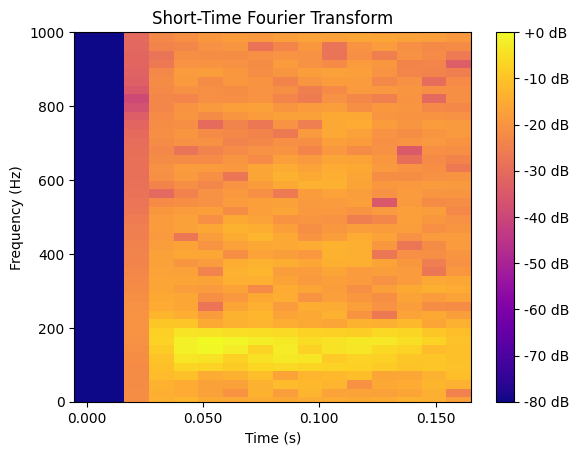 Short-Time Fourier Transform
Frequency (Hz)
1000
800
600
400
200
0
0.000
0.050
0.100
0.150
Time (s)
+0 dB
-10 dB
-20 dB
-30 dB
-40 dB
-50 dB
-60 dB
-70 dB
-80 dB